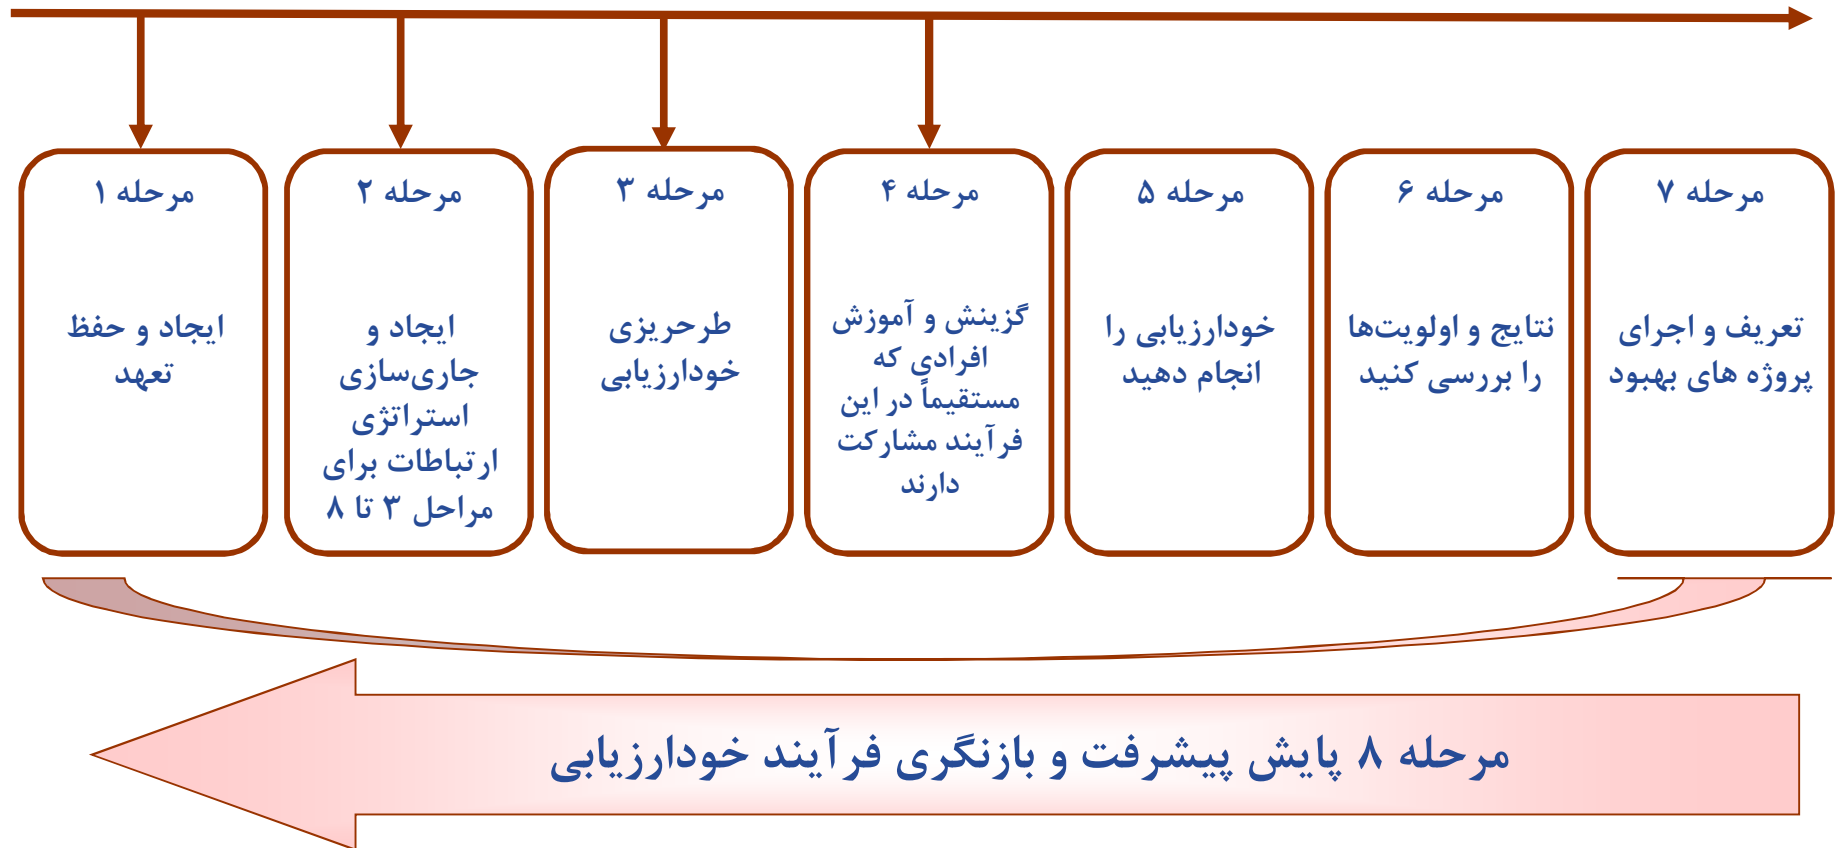 مرحله ۱
ایجاد و حفظ
تعهد
مرحله ۲
ایجاد و
جاری‌سازی
استراتژی
ارتباطات برای
مراحل ۳ تا ۸
مرحله ۳
طرحریزی
خودارزیابی
مرحله ۴
گزینش و آموزش
افرادی که
مستقیماً در این
فرآیند مشارکت
دارند
مرحله ۵
خودارزیابی را
انجام دهید
مرحله ۶
نتایج و اولویت‌ها
را بررسی کنید
مرحله ۷
تعریف و اجرای
پروژه های بهبود
مرحله ۸ پایش پیشرفت و بازنگری فرآیند خودارزیابی